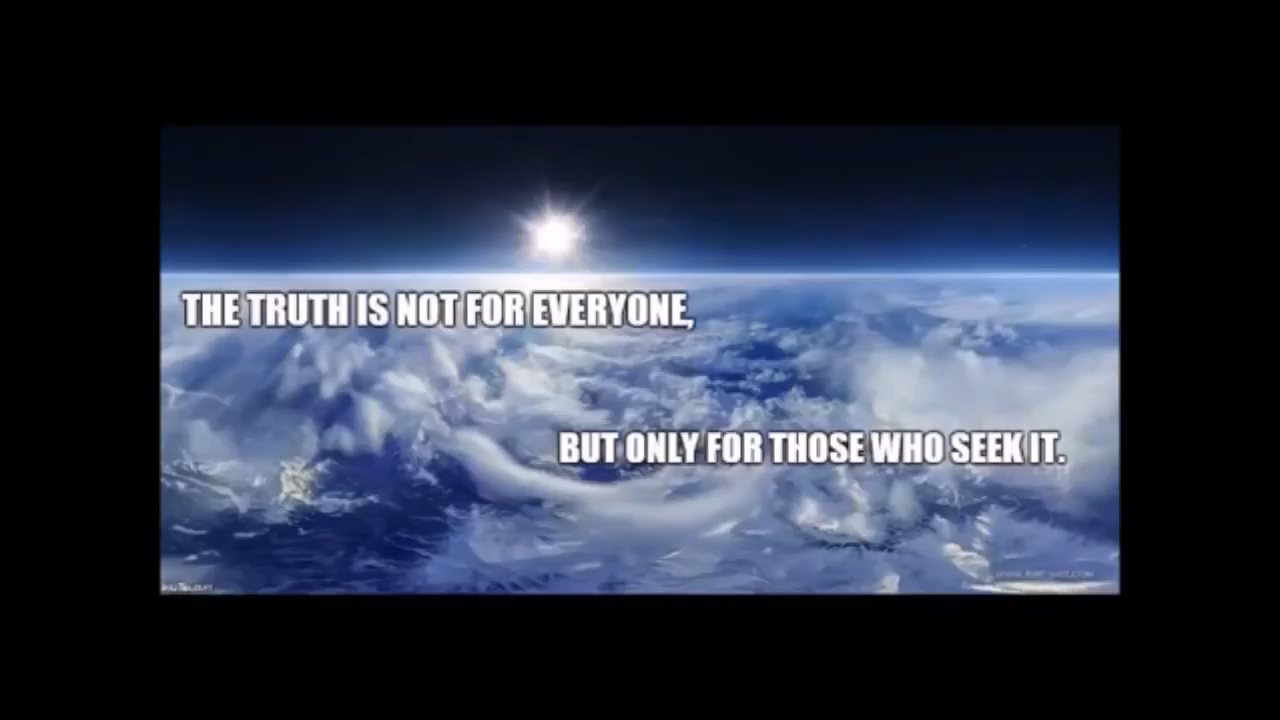 THE TRUTH IS NOT FOR EVERYONE,
BUT ONLY FOR THOSE WHO SEEK IT.